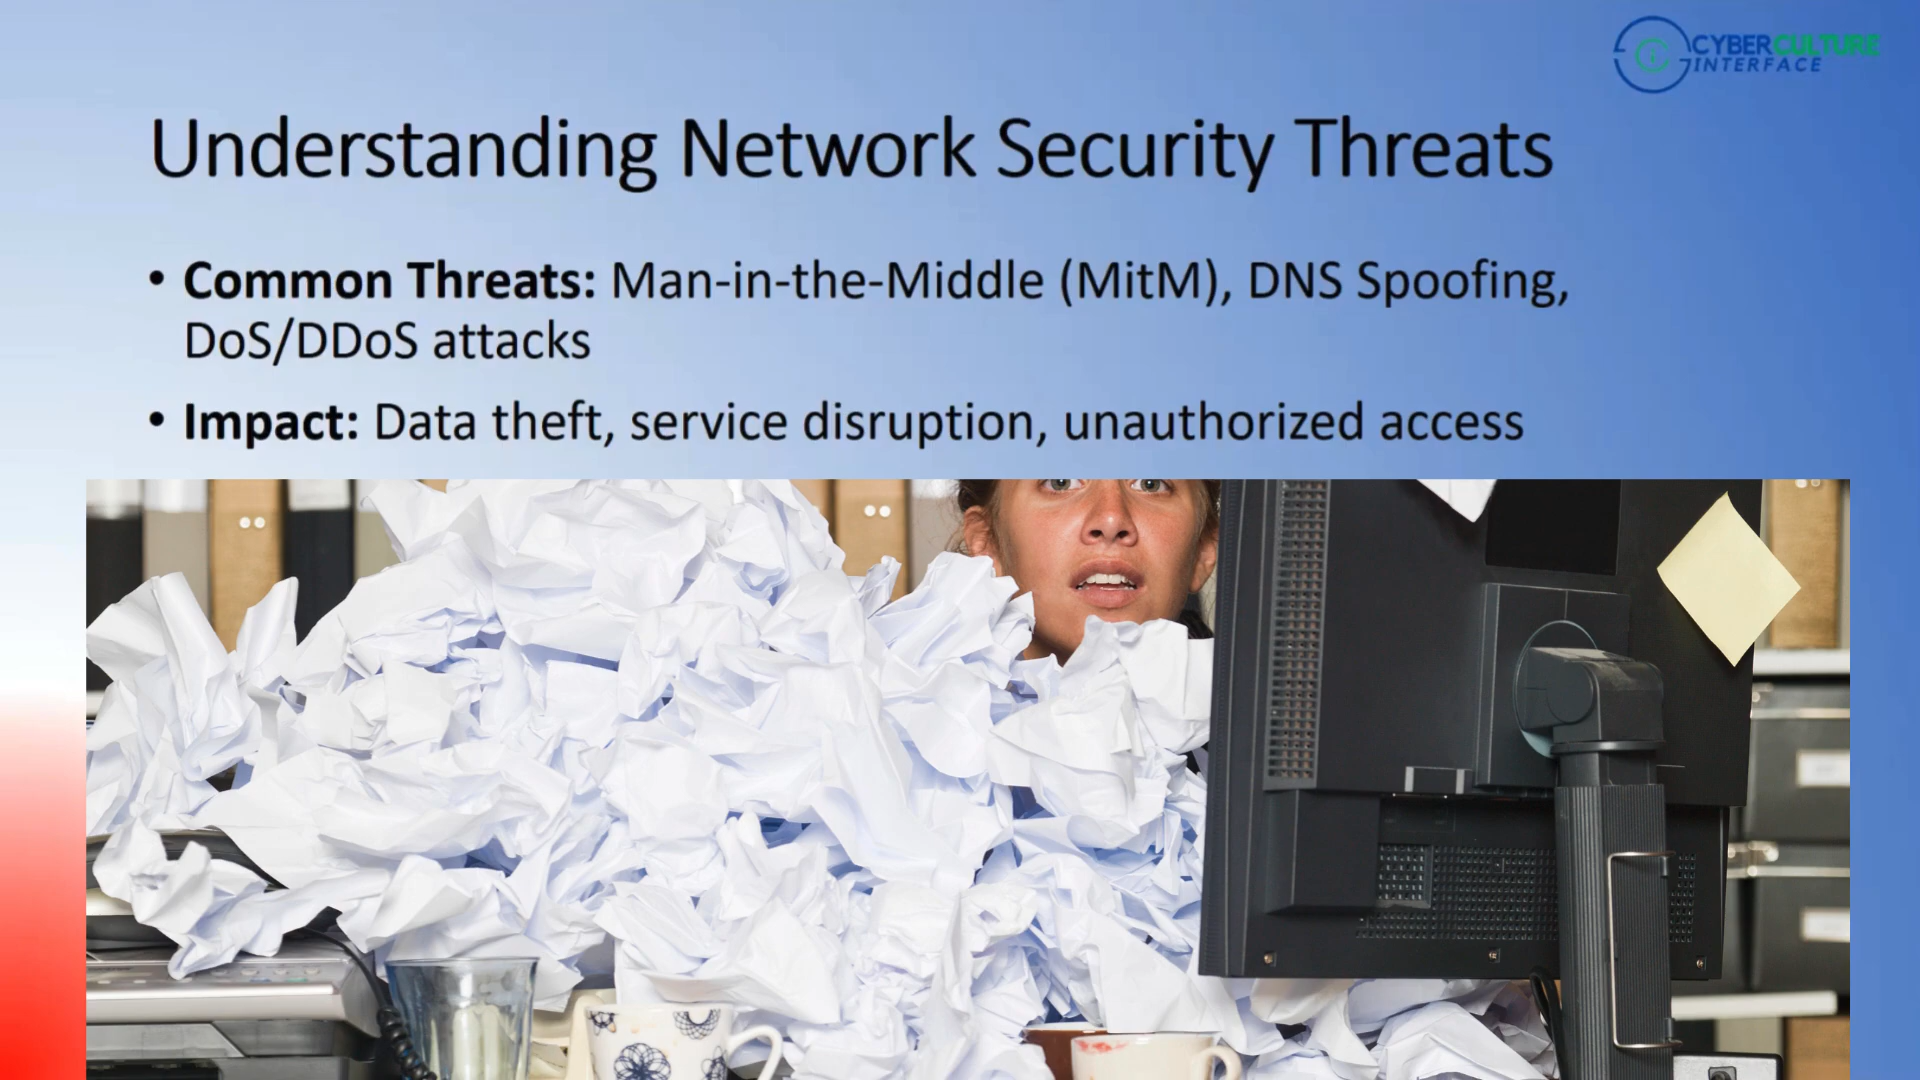 CYBERCULTURE
INTERFACE
Understanding Network Security Threats
• Common Threats: Man-in-the-Middle (MitM), DNS Spoofing,
DoS/DDoS attacks
• Impact: Data theft, service disruption, unauthorized access